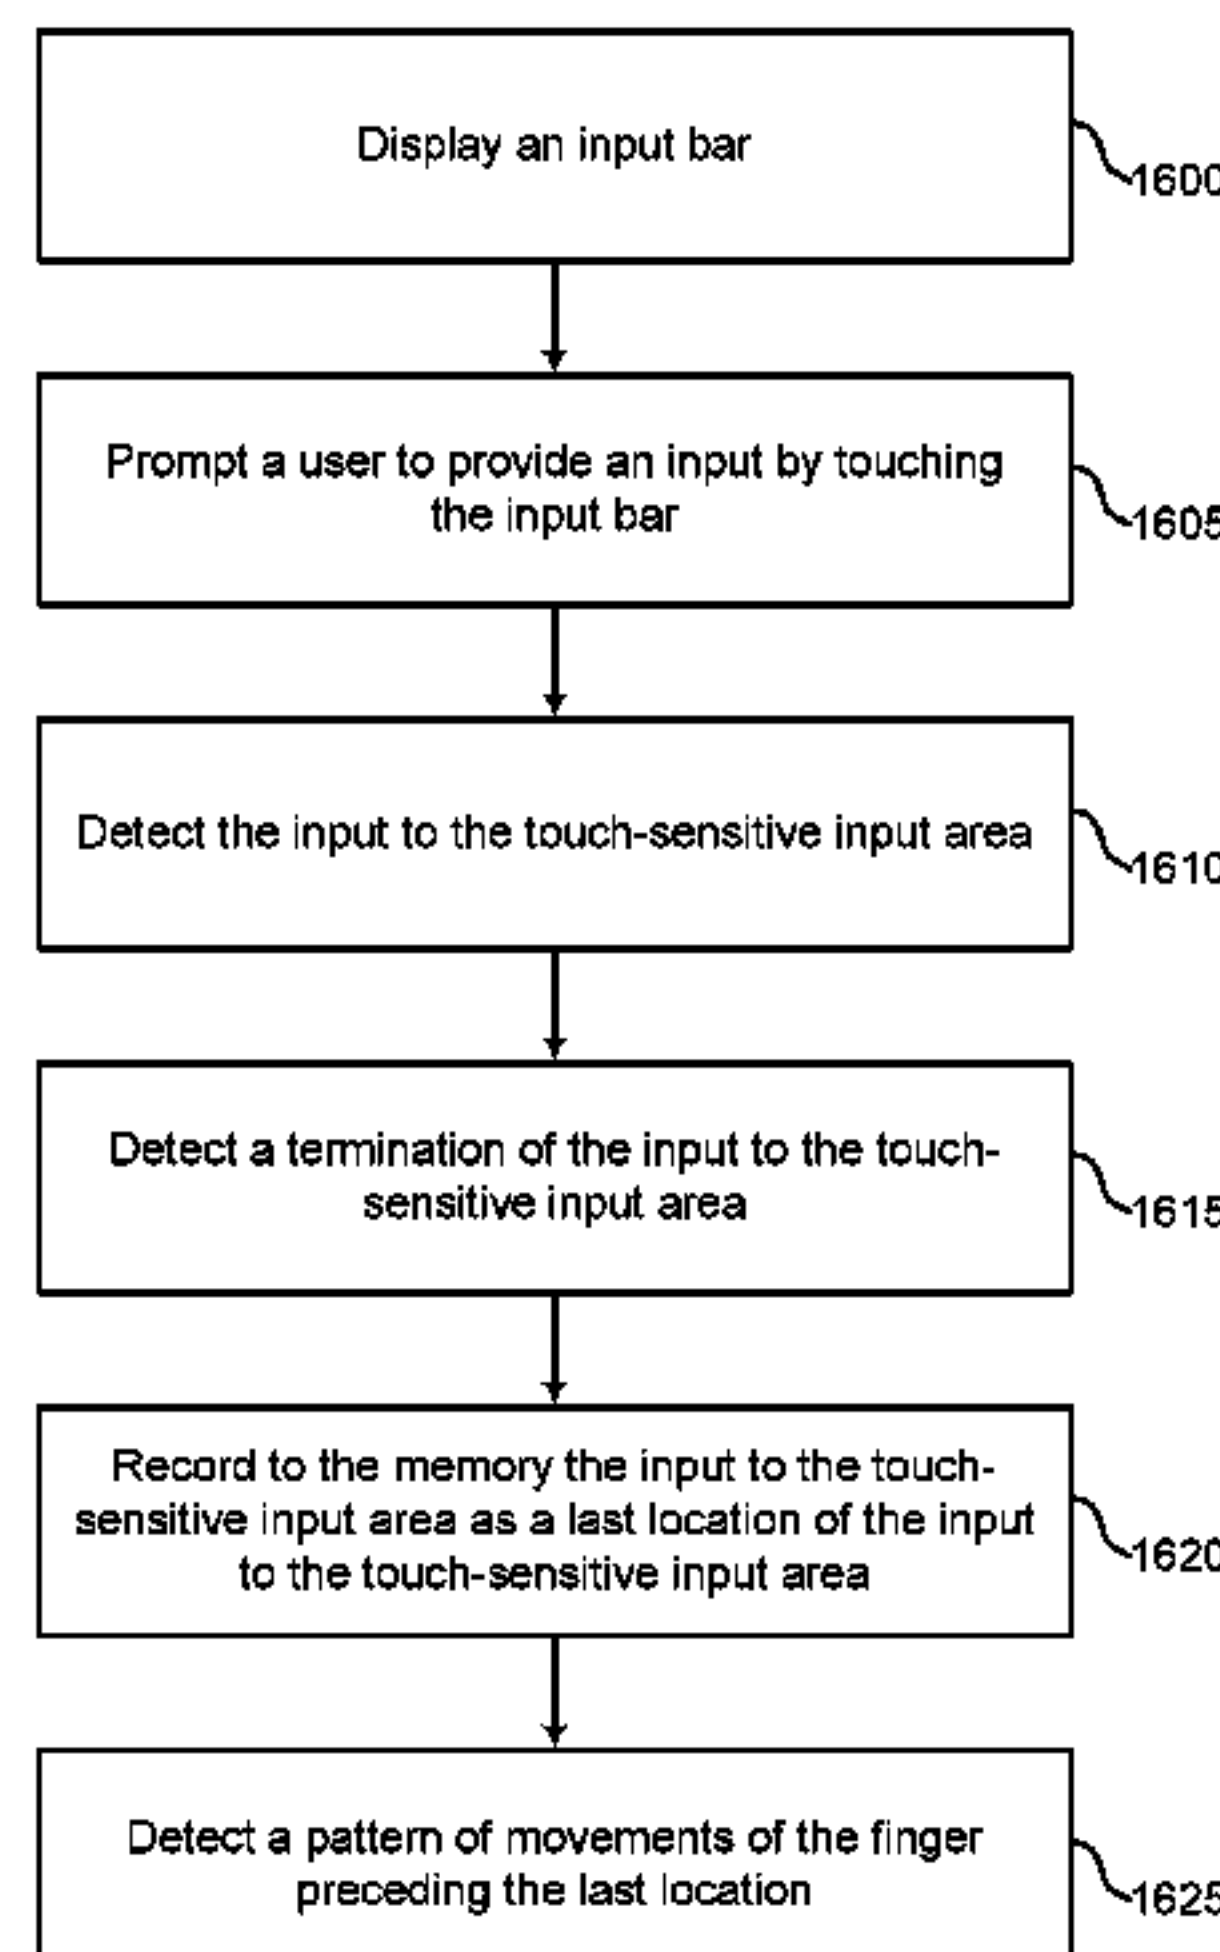 Display an input bar
1600
Prompt a user to provide an input by touching
the input bar
1605
Detect the input to the touch-sensitive input area
1610
Detect a termination of the input to the touch-
sensitive input area
1615
Record to the memory the input to the touch-
sensitive input area as a last location of the input
to the touch-sensitive input area
1620
Detect a pattern of movements of the finger
preceding the last location
1625